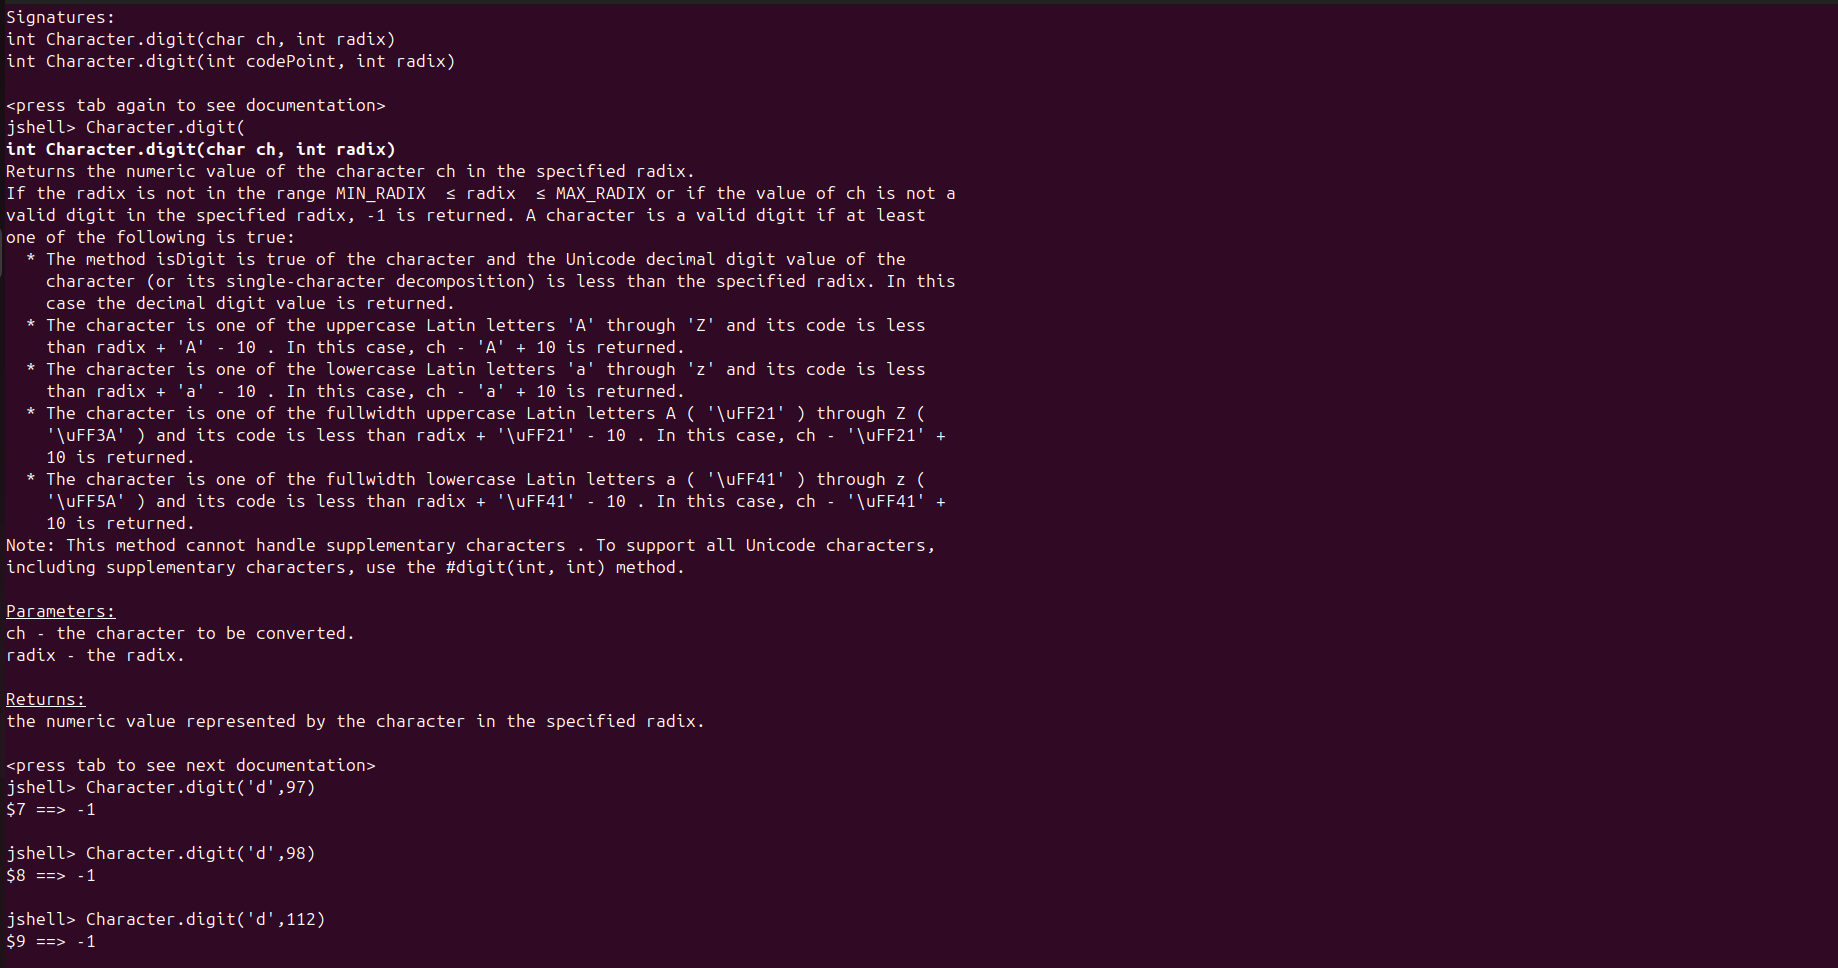 Signatures:
int Character.digit(char ch, int radix)
int Character.digit(int codePoint, int radix)
<press tab again to see documentation>
jshell> Character.digit(
int Character.digit(char ch, int radix)
Returns the numeric value of the character ch in the specified radix.
If the radix is not in the range MIN_RADIX  ≤ radix  ≤ MAX_RADIX or if the value of ch is not a
valid digit in the specified radix, -1 is returned. A character is a valid digit if at least
one of the following is true:
  * The method isDigit is true of the character and the Unicode decimal digit value of the
    character (or its single-character decomposition) is less than the specified radix. In this
    case the decimal digit value is returned.
  * The character is one of the uppercase Latin letters 'A' through 'Z' and its code is less
    than radix + 'A' - 10 . In this case, ch - 'A' + 10 is returned.
  * The character is one of the lowercase Latin letters 'a' through 'z' and its code is less
    than radix + 'a' - 10 . In this case, ch - 'a' + 10 is returned.
  * The character is one of the fullwidth uppercase Latin letters A ( '\uFF21' ) through Z (
    '\uFF3A' ) and its code is less than radix + '\uFF21' - 10 . In this case, ch - '\uFF21' +
    10 is returned.
  * The character is one of the fullwidth lowercase Latin letters a ( '\uFF41' ) through z (
    '\uFF5A' ) and its code is less than radix + '\uFF41' - 10 . In this case, ch - '\uFF41' +
    10 is returned.
Note: This method cannot handle supplementary characters . To support all Unicode characters,
including supplementary characters, use the #digit(int, int) method.
Parameters:
ch - the character to be converted.
radix - the radix.
Returns:
the numeric value represented by the character in the specified radix.
<press tab to see next documentation>
jshell> Character.digit('d',97)
$7 ==> -1
jshell> Character.digit('d',98)
$8 ==> -1
jshell> Character.digit('d',112)
$9 ==> -1